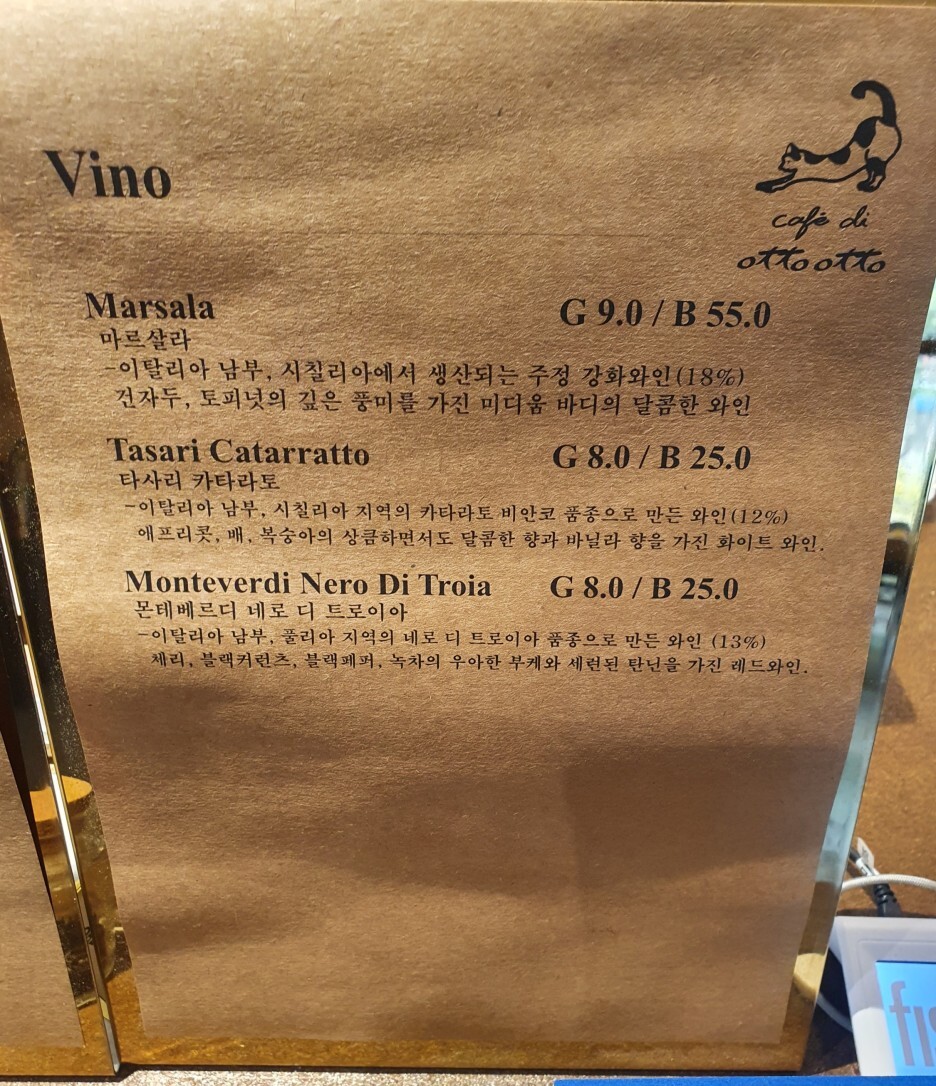 Vino
café di
otto otto
Marsala G 9.0 / B 55.0
마르살라
-이탈리아 남부, 시칠리아에서 생산되는 주정 강화와인(18%)
건자두, 토피넛의 깊은 풍미를 가진 미디움 바디의 달콤한 와인
Tasari Catarratto G 8.0 / B 25.0
타사리 카타라토
-이탈리아 남부, 시칠리아 지역의 카타라토 비안코 품종으로 만든 와인(12%)
애프리콧, 배, 복숭아의 상큼하면서도 달콤한 향과 바닐라 향을 가진 화이트 와인.
Monteverdi Nero Di Troia G 8.0 / B 25.0
몬테베르디 네로 디 트로이아
-이탈리아 남부, 풀리아 지역의 네로 디 트로이아 품종으로 만든 와인 (13%)
체리, 블랙커런츠, 블랙페퍼, 녹차의 우아한 부케와 세련된 탄닌을 가진 레드와인.